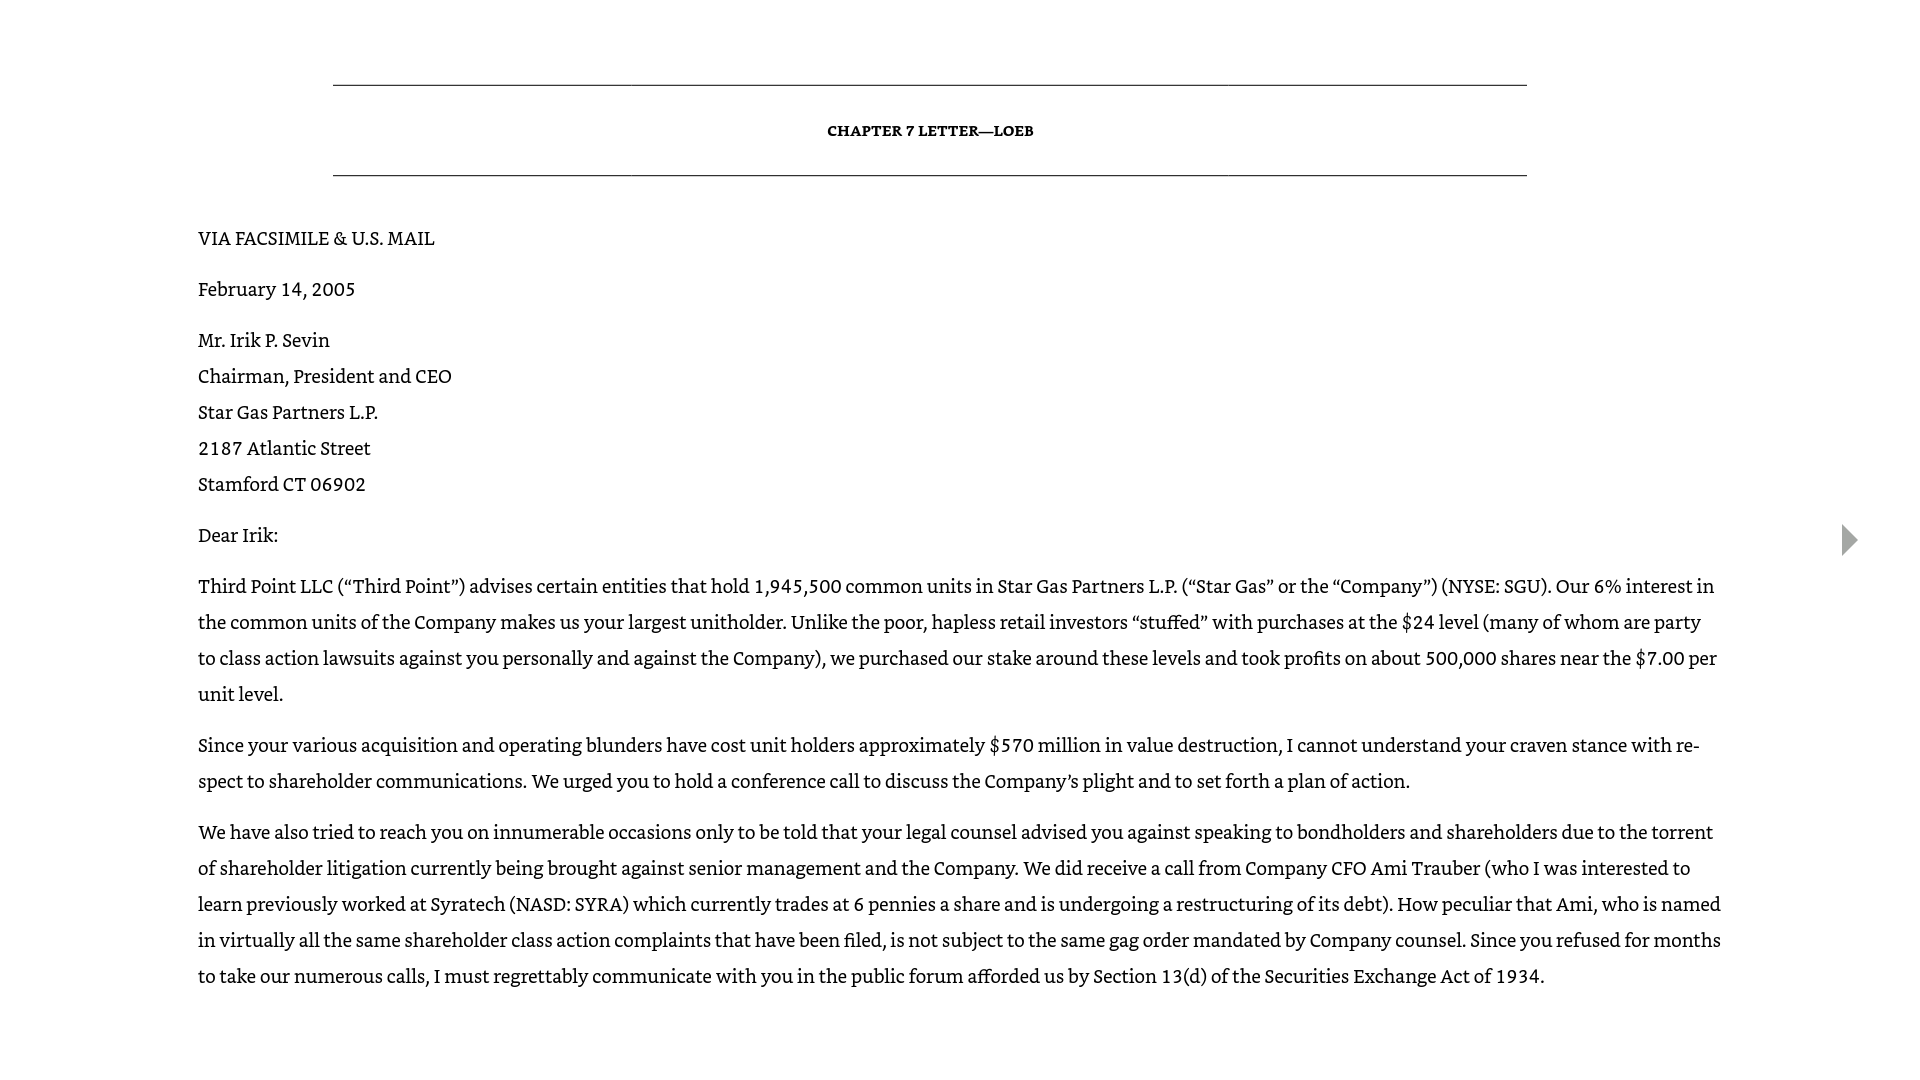 CHAPTER 7 LETTER—LOEB
VIA FACSIMILE & U.S. MAIL
February 14, 2005
Mr. Irik P. Sevin
Chairman, President and CEO
Star Gas Partners L.P.
2187 Atlantic Street
Stamford CT 06902
Dear Irik:
Third Point LLC (“Third Point”) advises certain entities that hold 1,945,500 common units in Star Gas Partners L.P. (“Star Gas” or the “Company”) (NYSE: SGU). Our 6% interest in
the common units of the Company makes us your largest unitholder. Unlike the poor, hapless retail investors “stuffed” with purchases at the $24 level (many of whom are party
to class action lawsuits against you personally and against the Company), we purchased our stake around these levels and took profits on about 500,000 shares near the $7.00 per
unit level.
Since your various acquisition and operating blunders have cost unit holders approximately $570 million in value destruction, I cannot understand your craven stance with re-
spect to shareholder communications. We urged you to hold a conference call to discuss the Company’s plight and to set forth a plan of action.
We have also tried to reach you on innumerable occasions only to be told that your legal counsel advised you against speaking to bondholders and shareholders due to the torrent
of shareholder litigation currently being brought against senior management and the Company. We did receive a call from Company CFO Ami Trauber (who I was interested to
learn previously worked at Syratech (NASD: SYRA) which currently trades at 6 pennies a share and is undergoing a restructuring of its debt). How peculiar that Ami, who is named
in virtually all the same shareholder class action complaints that have been filed, is not subject to the same gag order mandated by Company counsel. Since you refused for months
to take our numerous calls, I must regrettably communicate with you in the public forum afforded us by Section 13(d) of the Securities Exchange Act of 1934.